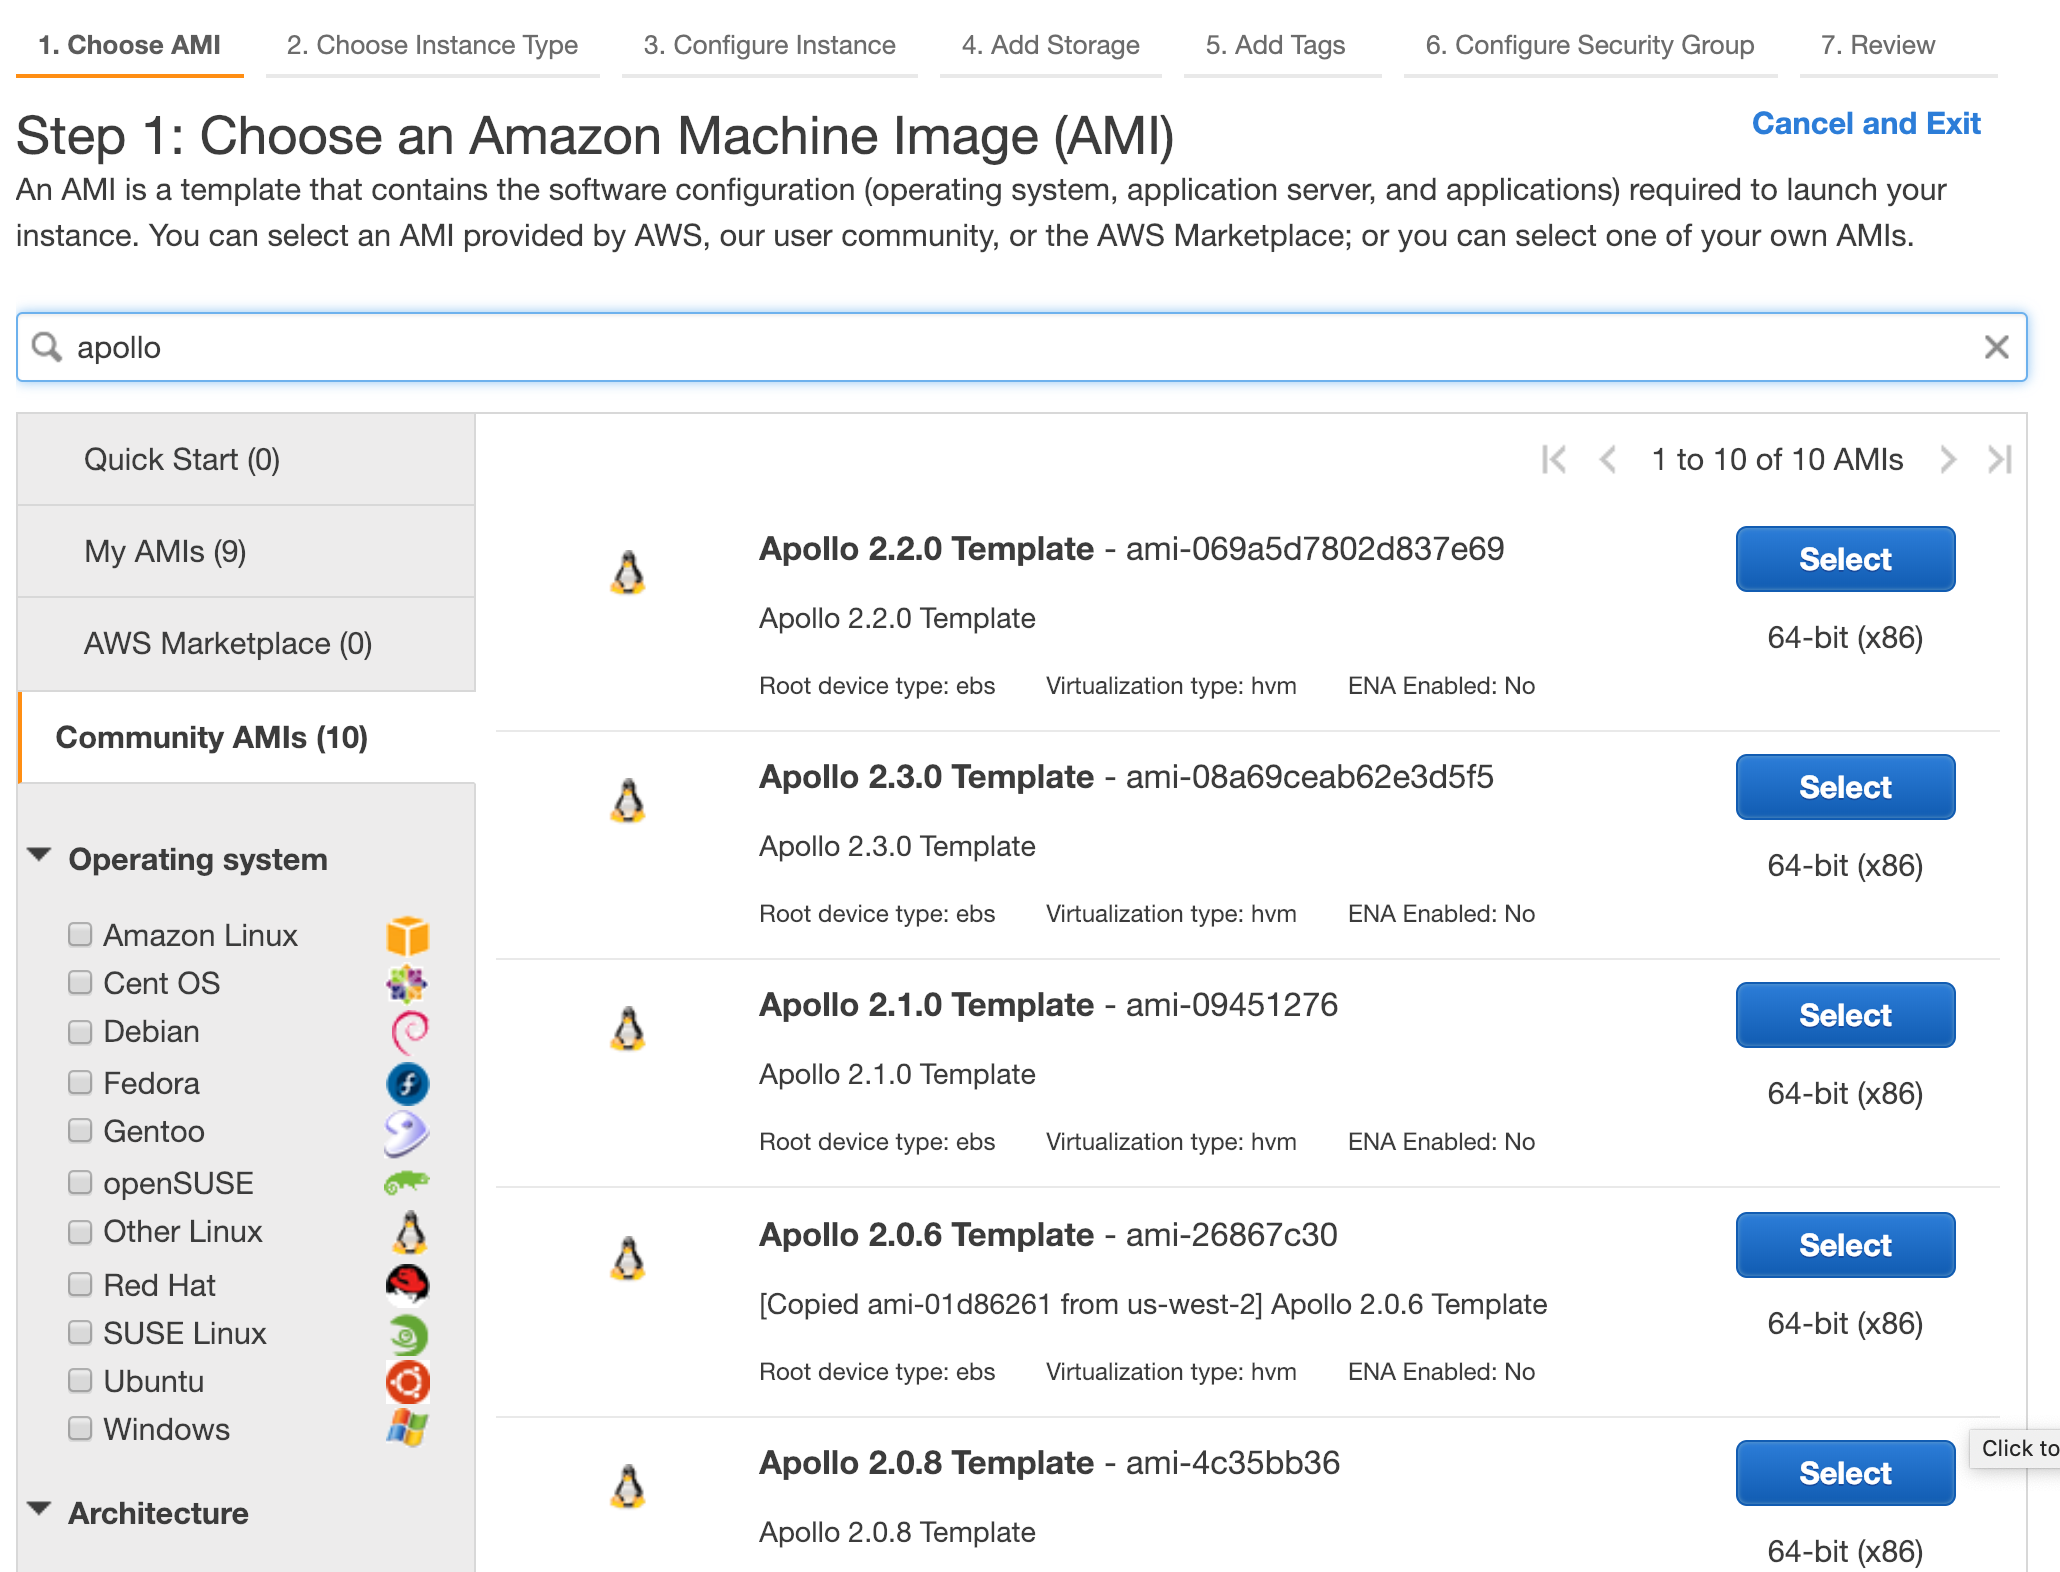 1. Choose AMI 2. Choose Instance Type 3. Configure Instance 4. Add Storage 5. Add Tags 6. Configure Security Group 7. Review
Step 1: Choose an Amazon Machine Image (AMI)
Cancel and Exit
An AMI is a template that contains the software configuration (operating system, application server, and applications) required to launch your
instance. You can select an AMI provided by AWS, our user community, or the AWS Marketplace; or you can select one of your own AMIs.
apollo
Quick Start (0)
My AMIs (9)
AWS Marketplace (0)
Community AMIs (10)
Operating system
Amazon Linux
Cent OS
Debian
Fedora
Gentoo
openSUSE
Other Linux
Red Hat
SUSE Linux
Ubuntu
Windows
Architecture
1 to 10 of 10 AMIs
Apollo 2.2.0 Template - ami-069a5d7802d837e69
Select
Apollo 2.2.0 Template
64-bit (x86)
Root device type: ebs Virtualization type: hvm ENA Enabled: No
Apollo 2.3.0 Template - ami-08a69ceab62e3d5f5
Select
Apollo 2.3.0 Template
64-bit (x86)
Root device type: ebs Virtualization type: hvm ENA Enabled: No
Apollo 2.1.0 Template - ami-09451276
Select
Apollo 2.1.0 Template
64-bit (x86)
Root device type: ebs Virtualization type: hvm ENA Enabled: No
Apollo 2.0.6 Template - ami-26867c30
Select
[Copied ami-01d86261 from us-west-2] Apollo 2.0.6 Template
64-bit (x86)
Root device type: ebs Virtualization type: hvm ENA Enabled: No
Apollo 2.0.8 Template - ami-4c35bb36
Select
Click to
Apollo 2.0.8 Template
64-bit (x86)